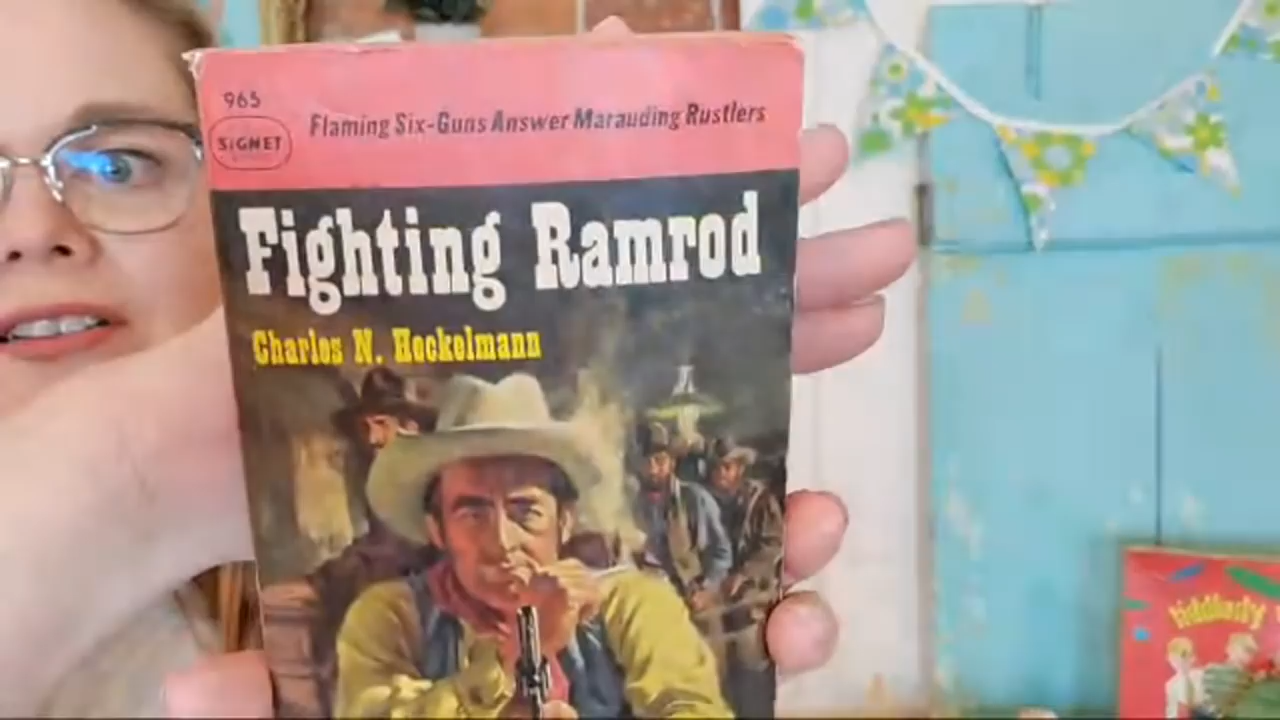 965
SIGNET
Flaming Six-Guns Answer Marauding Rustlers
Fighting Ramrod
Charles N. Heckelmann